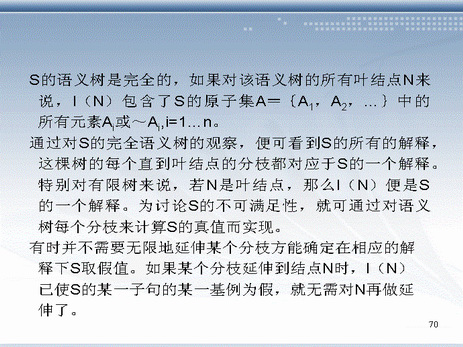 S的语义树是完全的，如果对该语义树的所有叶结点N来
说，I（N）包含了S的原子集A＝｛A1，A2，…｝中的
所有元素Ai或～Ai,i=1…n。
通过对S的完全语义树的观察，便可看到S的所有的解释，
这棵树的每个直到叶结点的分枝都对应于S的一个解释。
特别对有限树来说，若N是叶结点，那么I（N）便是S
的一个解释。为讨论S的不可满足性，就可通过对语义
树每个分枝来计算S的真值而实现。
有时并不需要无限地延伸某个分枝方能确定在相应的解
释下S取假值。如果某个分枝延伸到结点N时，I（N）
已使S的某一子句的某一基例为假，就无需对N再做延
伸了。
70